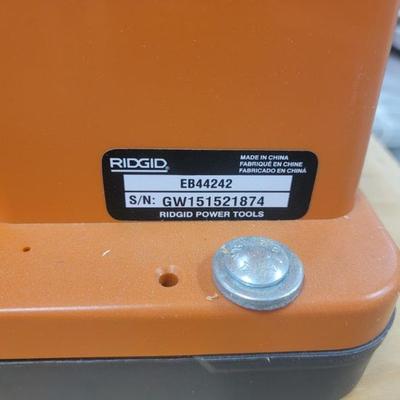 RIDGID
MADE IN CHINA
FABRIQUÉ EN CHINE
FABRICADO EN CHINA
EB44242
S/N: GW151521874
RIDGID POWER TOOLS